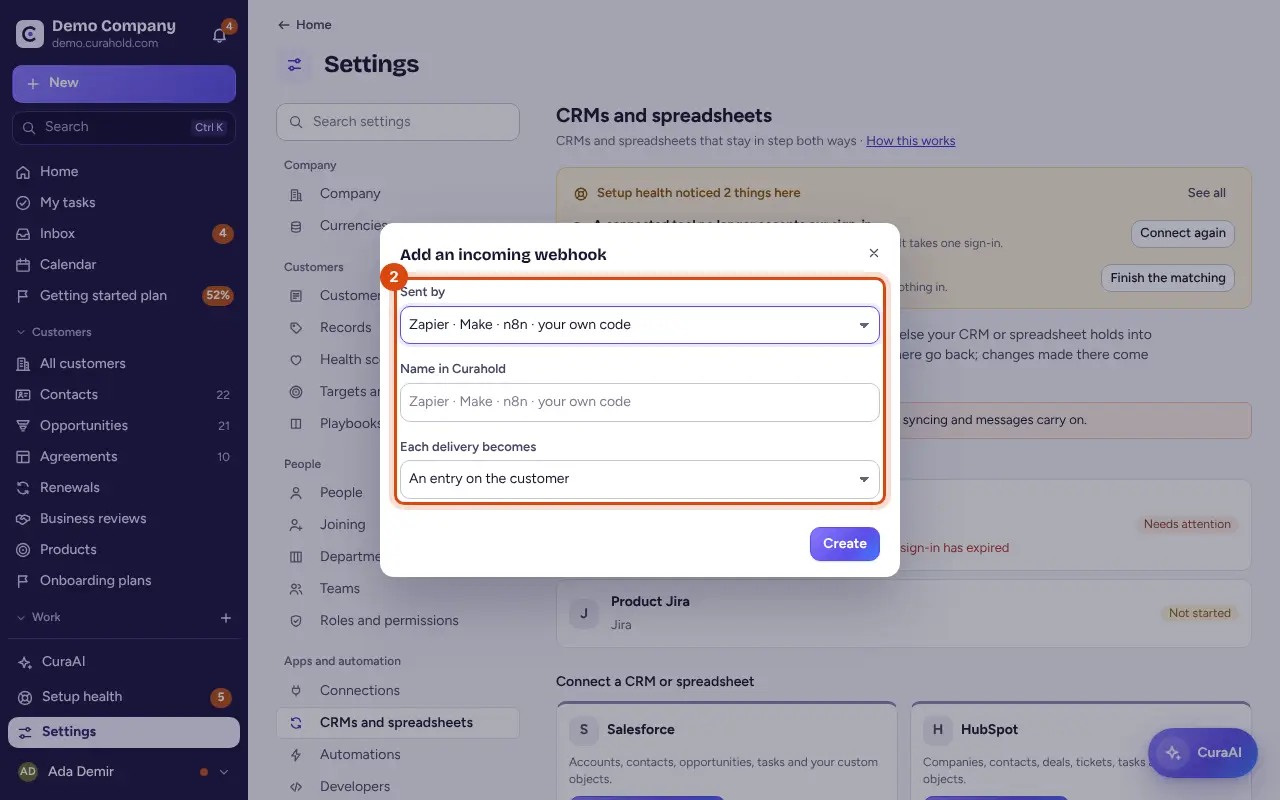 Demo Company
demo.curahold.com
4
New
Search
Ctrl K
Home
My tasks
Inbox
4
Calendar
Getting started plan
52%
Customers
All customers
Contacts
22
Opportunities
21
Agreements
10
Renewals
Business reviews
Products
Onboarding plans
Work
CuraAI
Setup health
5
Settings
AD
Ada Demir
Home
Settings
Search settings
Company
Company
Currencies
Customers
Records
Health
Playbooks
People
People
Joining
Teams
Roles and permissions
Apps and automation
Connections
CRMs and spreadsheets
Automations
Developers
CRMs and spreadsheets
CRMs and spreadsheets that stay in step both ways · How this works
Setup health noticed 2 things here
See all
It takes one sign-in.
Connect again
Finish the matching
else your CRM or spreadsheet holds into
go back; changes made there come
syncing and messages carry on.
Needs attention
sign-in has expired
J
Product Jira
Jira
Not started
Connect a CRM or spreadsheet
S
Salesforce
Accounts, contacts, opportunities, tasks and your custom
objects.
H
HubSpot
Companies, contacts, deals, tickets, tasks
objects.
CuraAI
Add an incoming webhook
2
Sent by
Zapier · Make · n8n · your own code
Name in Curahold
Zapier · Make · n8n · your own code
Each delivery becomes
An entry on the customer
Create